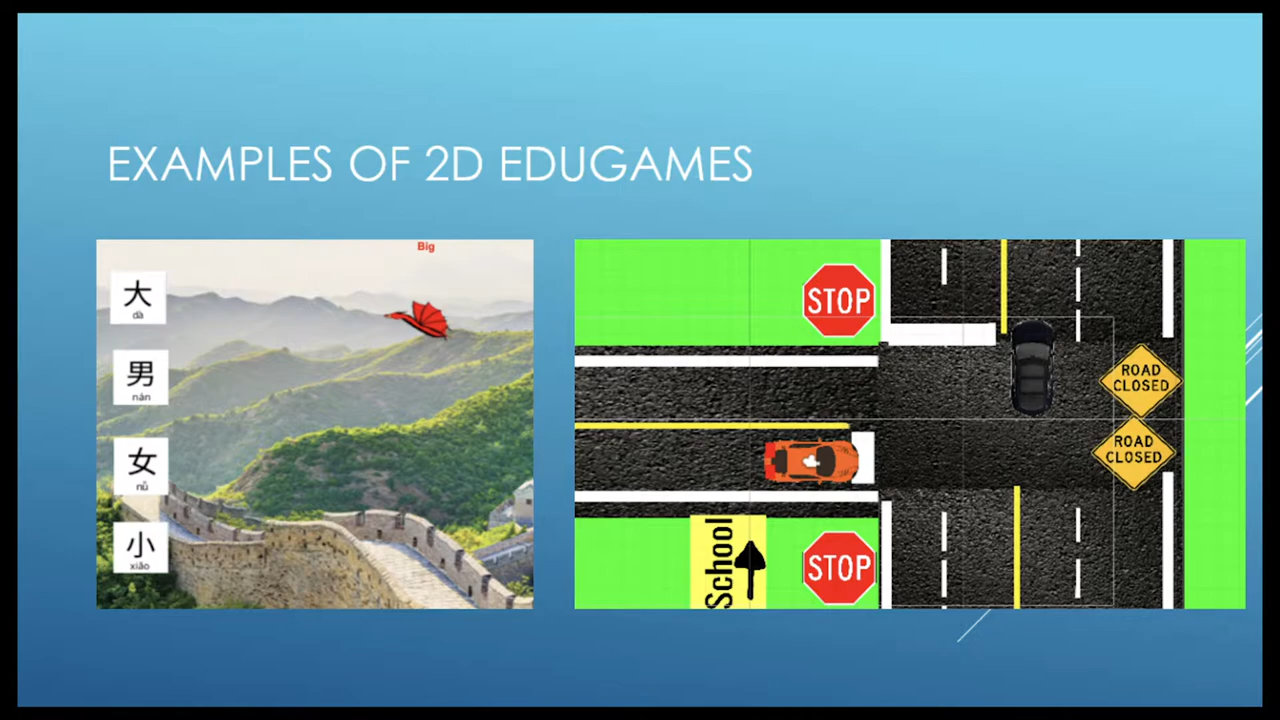 EXAMPLES OF 2D EDUGAMES
Big
大
dà
男
nán
女
nǚ
小
xiǎo
STOP
ROAD
CLOSED
ROAD
CLOSED
School
STOP